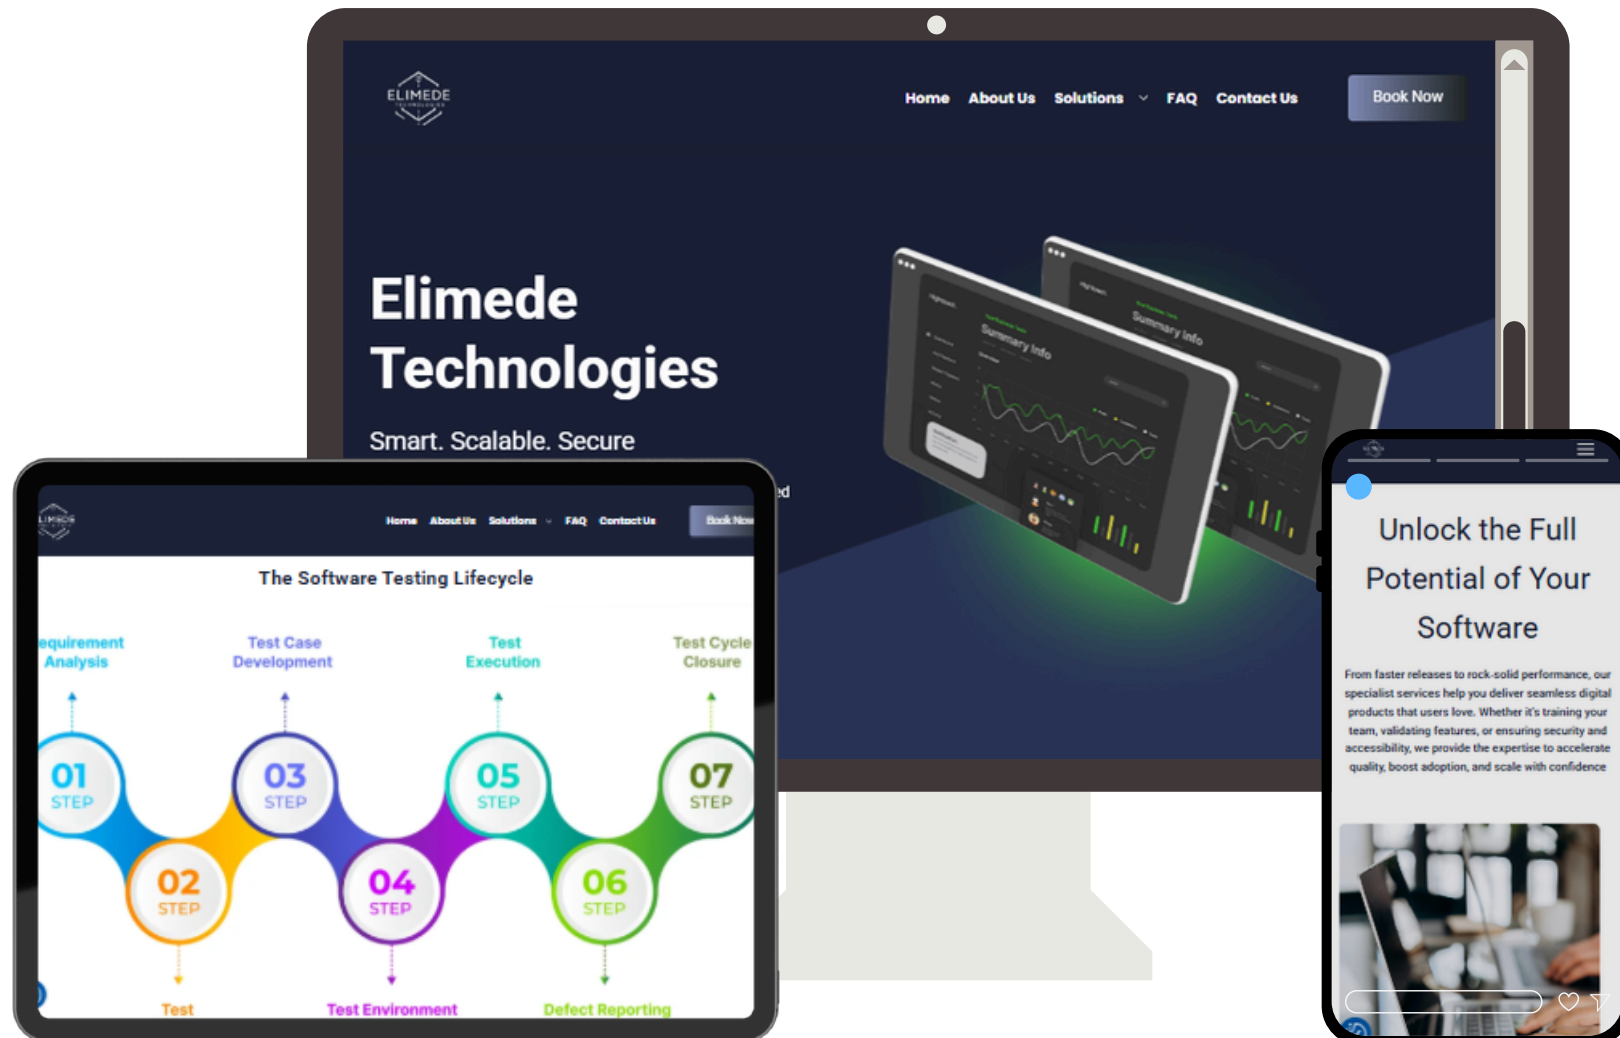 ELIMEDE
TECHNOLOGIES
Home About Us Solutions FAQ Contact Us
Book Now
Elimede
Technologies
Smart. Scalable. Secure
ed
Summary Info
Summary Info
LIMEDE
Home About Us Solutions FAQ Contact Us
Book Now
The Software Testing Lifecycle
equirement
Analysis
Test Case
Development
Test
Execution
Test Cycle
Closure
01
STEP
03
STEP
05
STEP
07
STEP
02
STEP
04
STEP
06
STEP
Test
Test Environment
Defect Reporting
Unlock the Full
Potential of Your
Software
From faster releases to rock-solid performance, our
specialist services help you deliver seamless digital
products that users love. Whether it's training your
team, validating features, or ensuring security and
accessibility, we provide the expertise to accelerate
quality, boost adoption, and scale with confidence